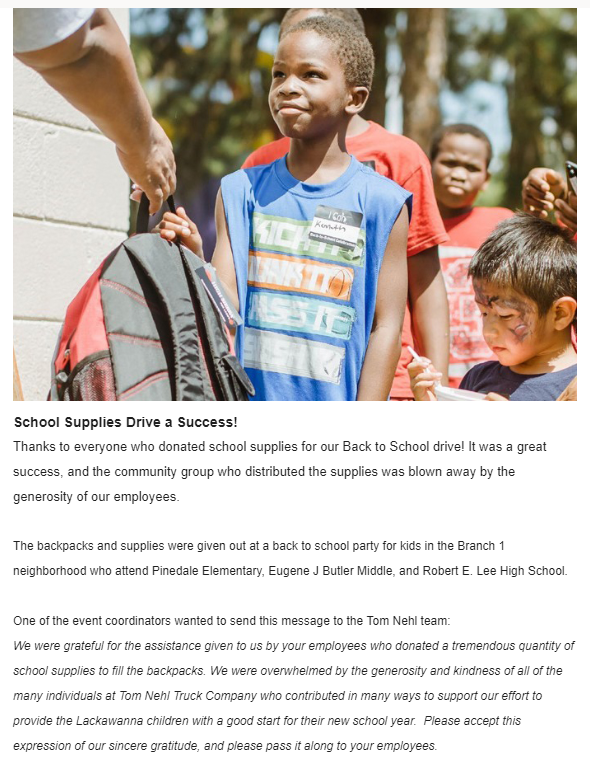 School Supplies Drive a Success!
Thanks to everyone who donated school supplies for our Back to School drive! It was a great
success, and the community group who distributed the supplies was blown away by the
generosity of our employees.
The backpacks and supplies were given out at a back to school party for kids in the Branch 1
neighborhood who attend Pinedale Elementary, Eugene J Butler Middle, and Robert E. Lee High School.
One of the event coordinators wanted to send this message to the Tom Nehl team:
We were grateful for the assistance given to us by your employees who donated a tremendous quantity of
school supplies to fill the backpacks. We were overwhelmed by the generosity and kindness of all of the
many individuals at Tom Nehl Truck Company who contributed in many ways to support our effort to
provide the Lackawanna children with a good start for their new school year.  Please accept this
expression of our sincere gratitude, and please pass it along to your employees.